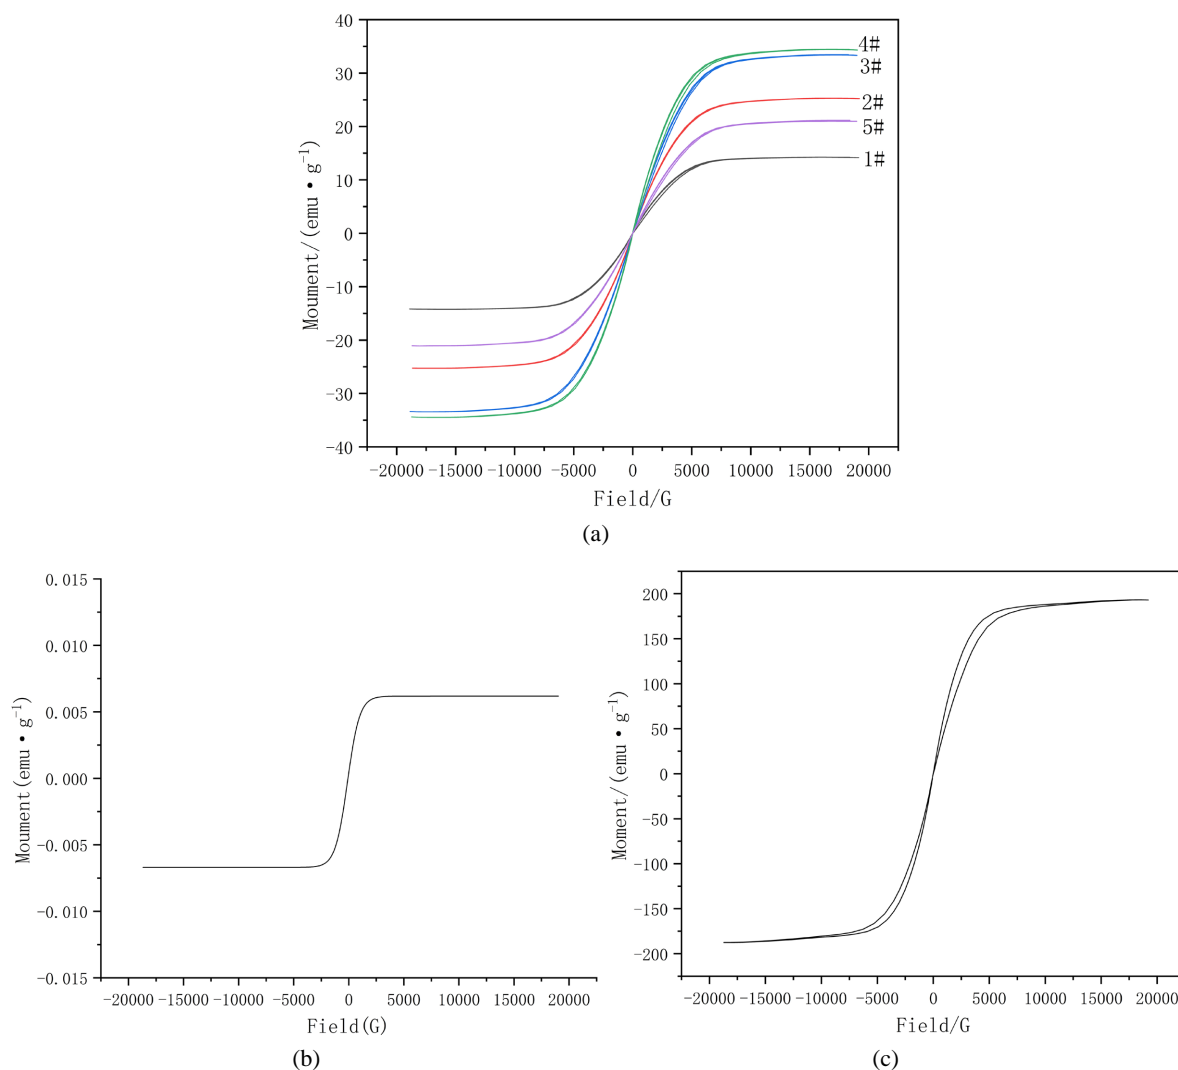 40
30
20
10
0
-10
-20
-30
-40
Moument/(emu·g⁻¹)
4#
3#
2#
5#
1#
-20000 -15000 -10000 -5000 0 5000 10000 15000 20000
Field/G
(a)
0.015
0.010
0.005
0.000
-0.005
-0.010
-0.015
Moument(emu·g⁻¹)
-20000 -15000 -10000 -5000 0 5000 10000 15000 20000
Field(G)
(b)
200
150
100
50
0
-50
-100
-150
-200
Moment/(emu·g⁻¹)
-20000 -15000 -10000 -5000 0 5000 10000 15000 20000
Field/G
(c)